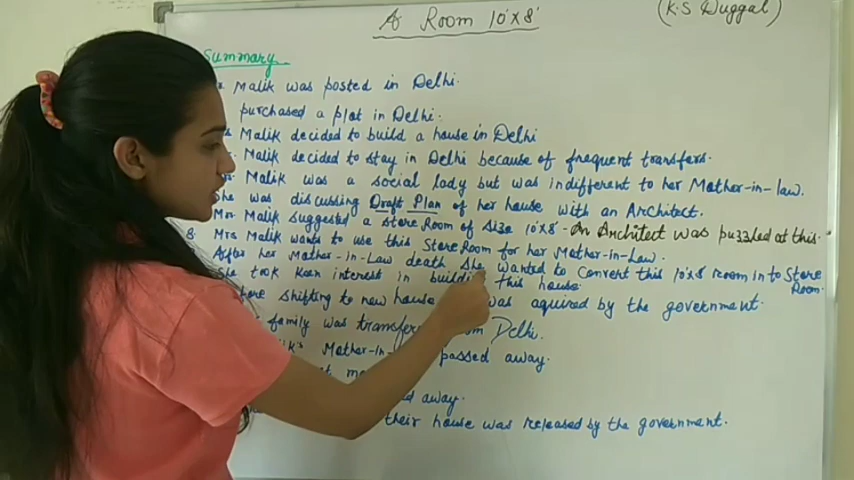 A Room 10'x8'
(K.S Duggal)
Summary
Malik was posted in Delhi.
purchased a plot in Delhi.
Malik decided to build a house in Delhi
Malik decided to stay in Delhi because of frequent transfers.
Malik was a social lady but was indifferent to her Mother-in-law.
She was discussing Draft Plan of her house with an Architect.
Mrs Malik suggested a store Room of size 10'x8' - An Architect was puzzled at this.
8. Mrs Malik wants to use this Store Room for her Mother-in-Law.
After her Mother-in-Law death She wanted to Convert this 10'x8' room in to Store Room.
She took Keen interest in building this house
shifting to new house was aquired by the government.
family was Delhi.
Mother-in- passed away.
away.
their house was released by the government.